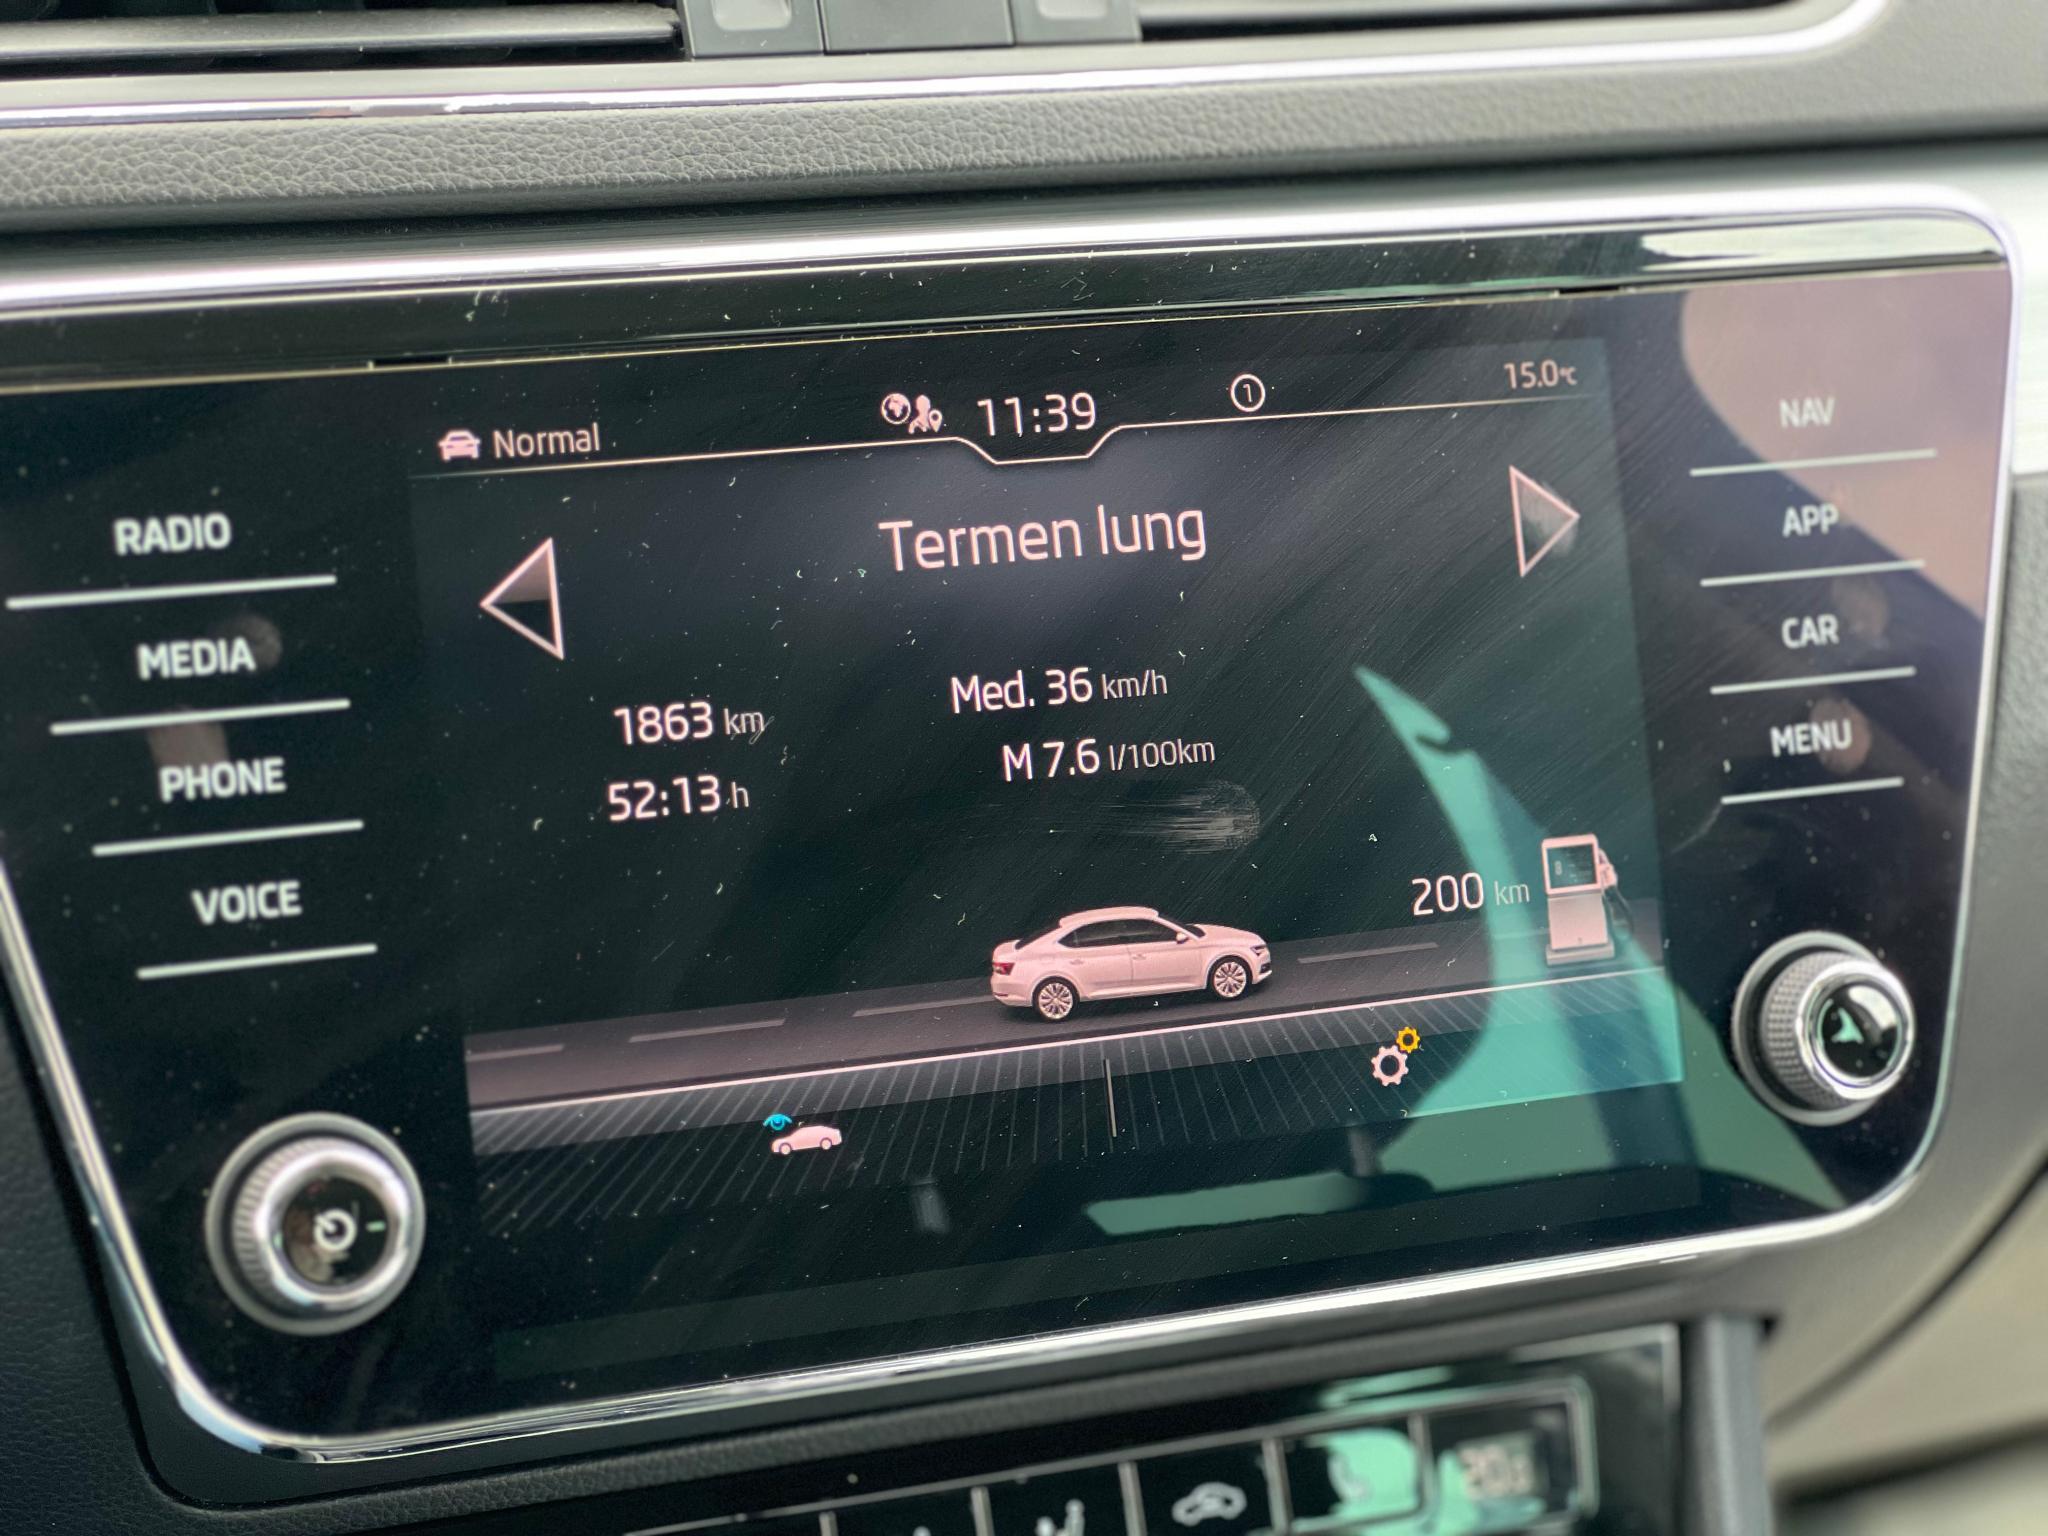 Normal
11:39
1
15.0°C
Termen lung
1863 km
52:13 h
Med. 36 km/h
M 7.6 l/100km
200 km
RADIO
MEDIA
PHONE
VOICE
NAV
APP
CAR
MENU